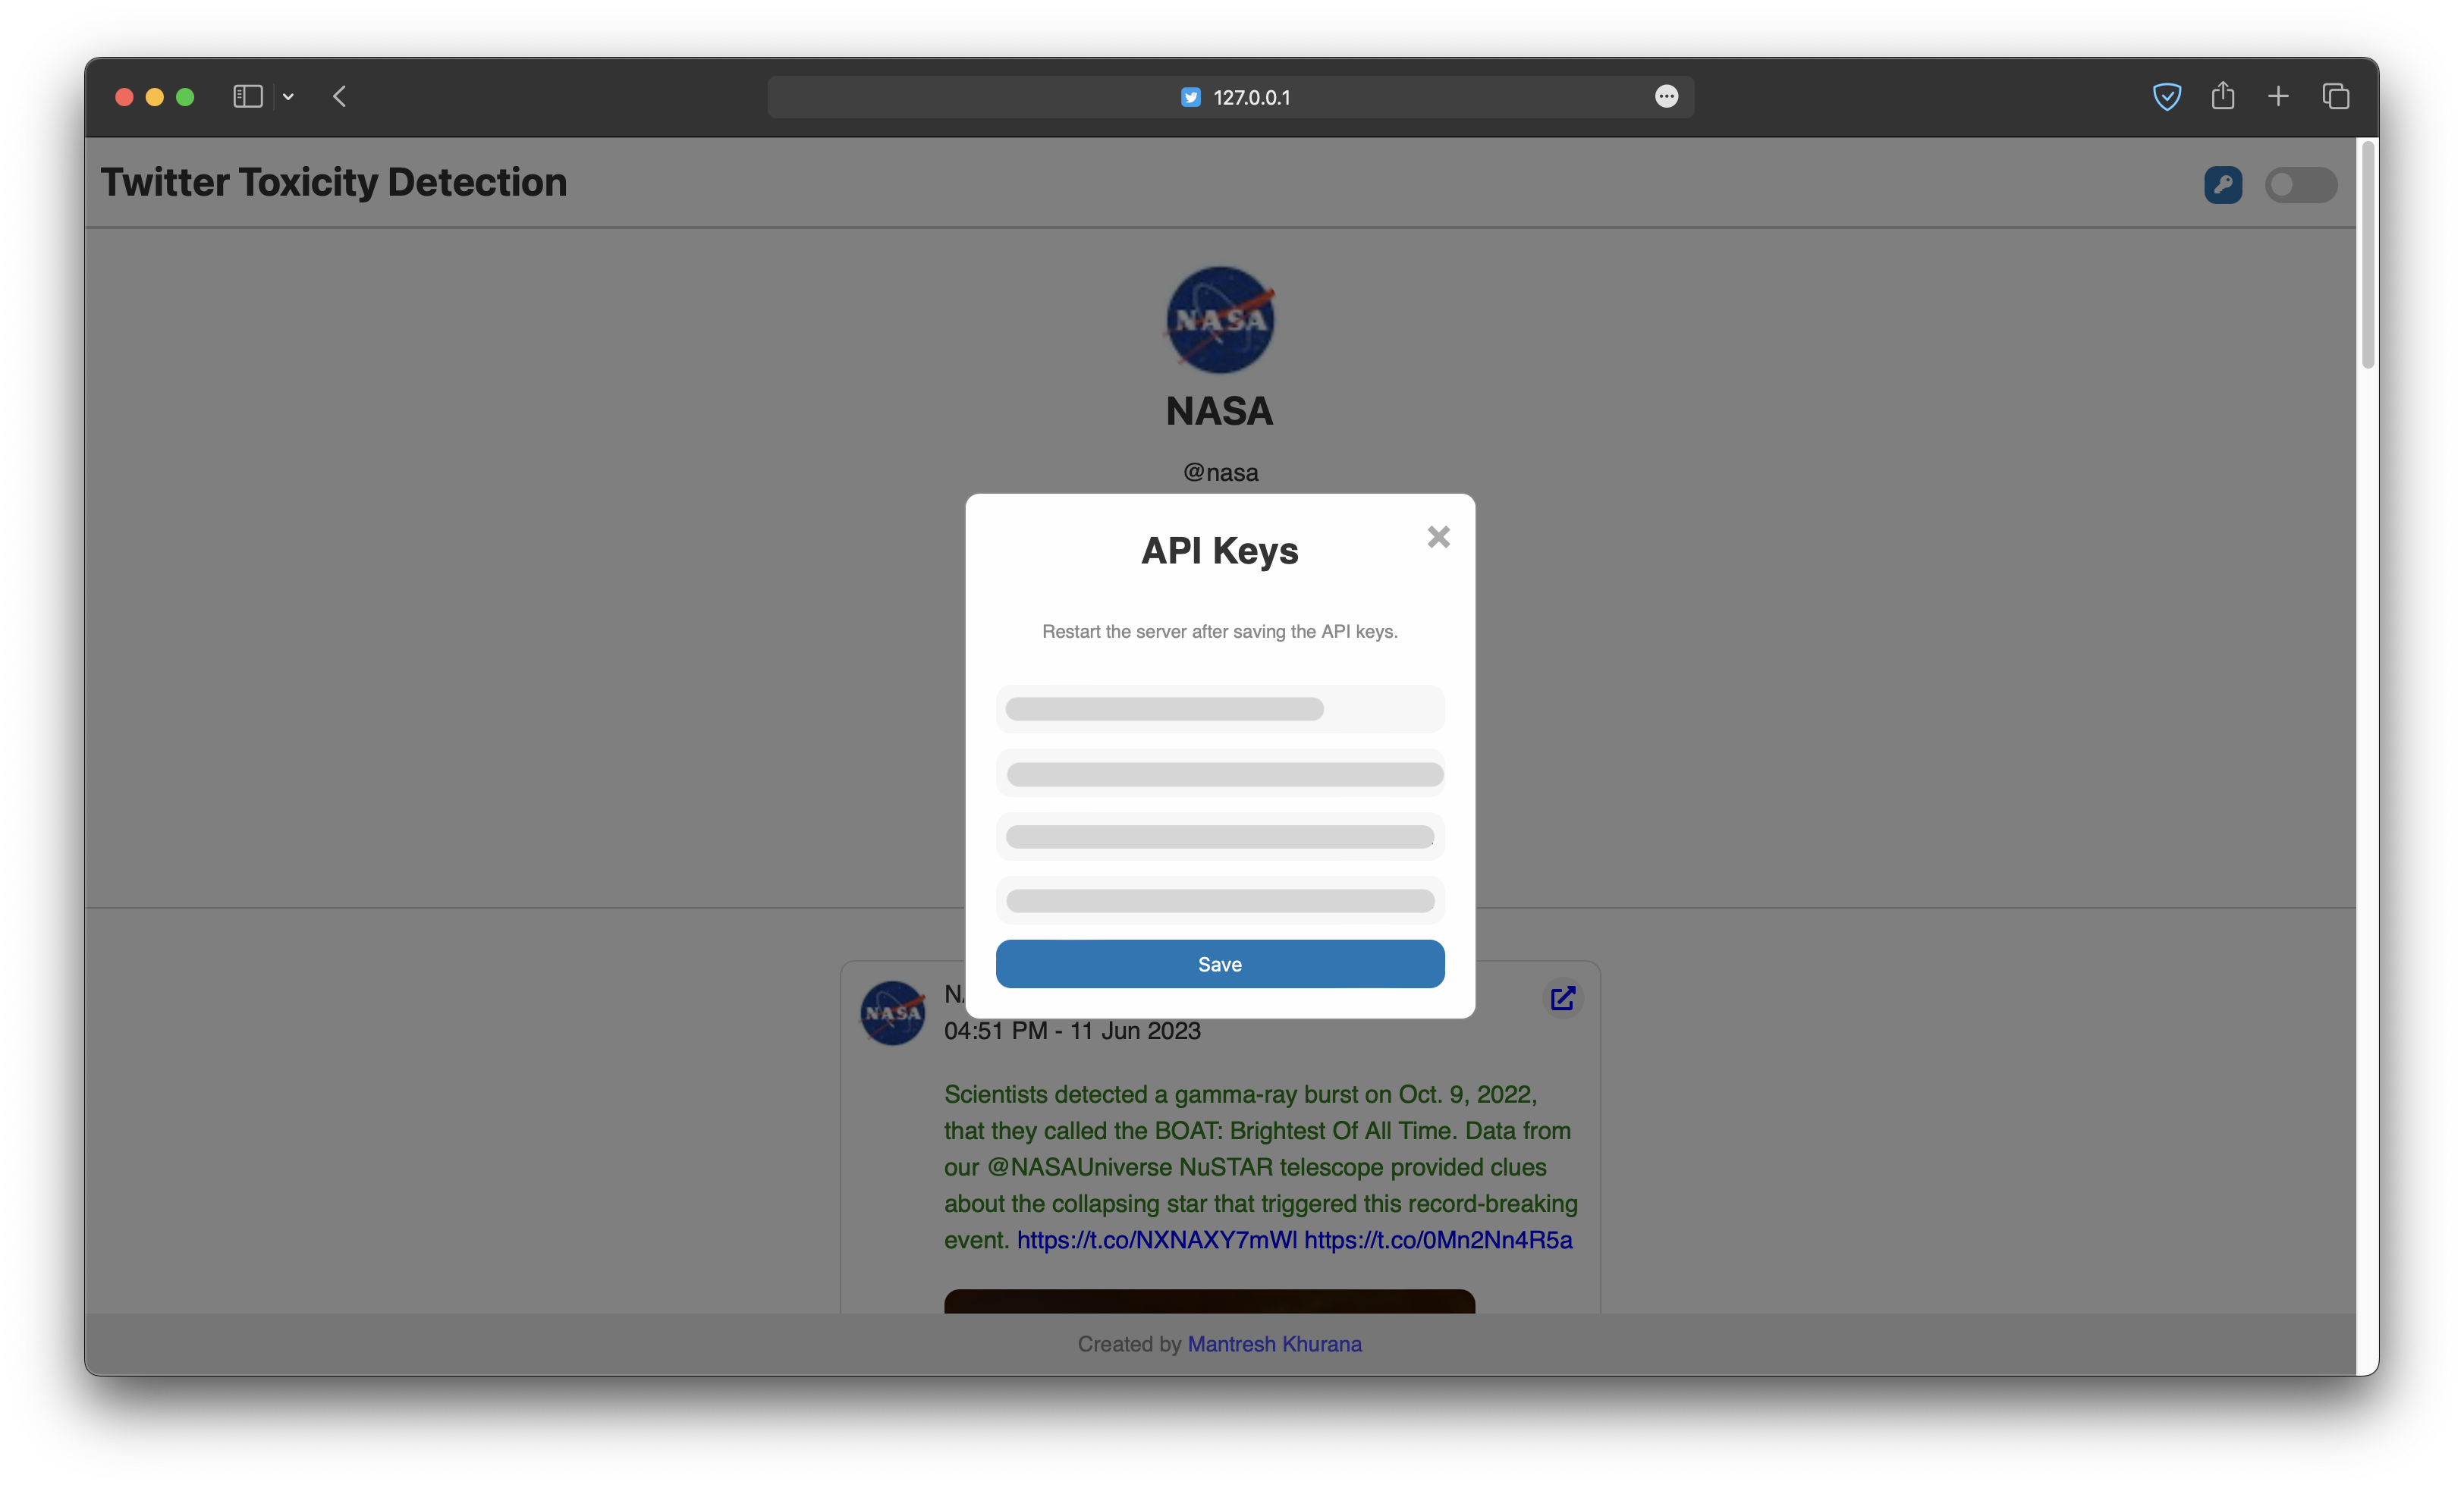 127.0.0.1
Twitter Toxicity Detection
NASA
NASA
@nasa
API Keys
Restart the server after saving the API keys.
Save
NASA
04:51 PM - 11 Jun 2023
Scientists detected a gamma-ray burst on Oct. 9, 2022,
that they called the BOAT: Brightest Of All Time. Data from
our @NASAUniverse NuSTAR telescope provided clues
about the collapsing star that triggered this record-breaking
event. https://t.co/NXNAXY7mWl https://t.co/0Mn2Nn4R5a
Created by Mantresh Khurana